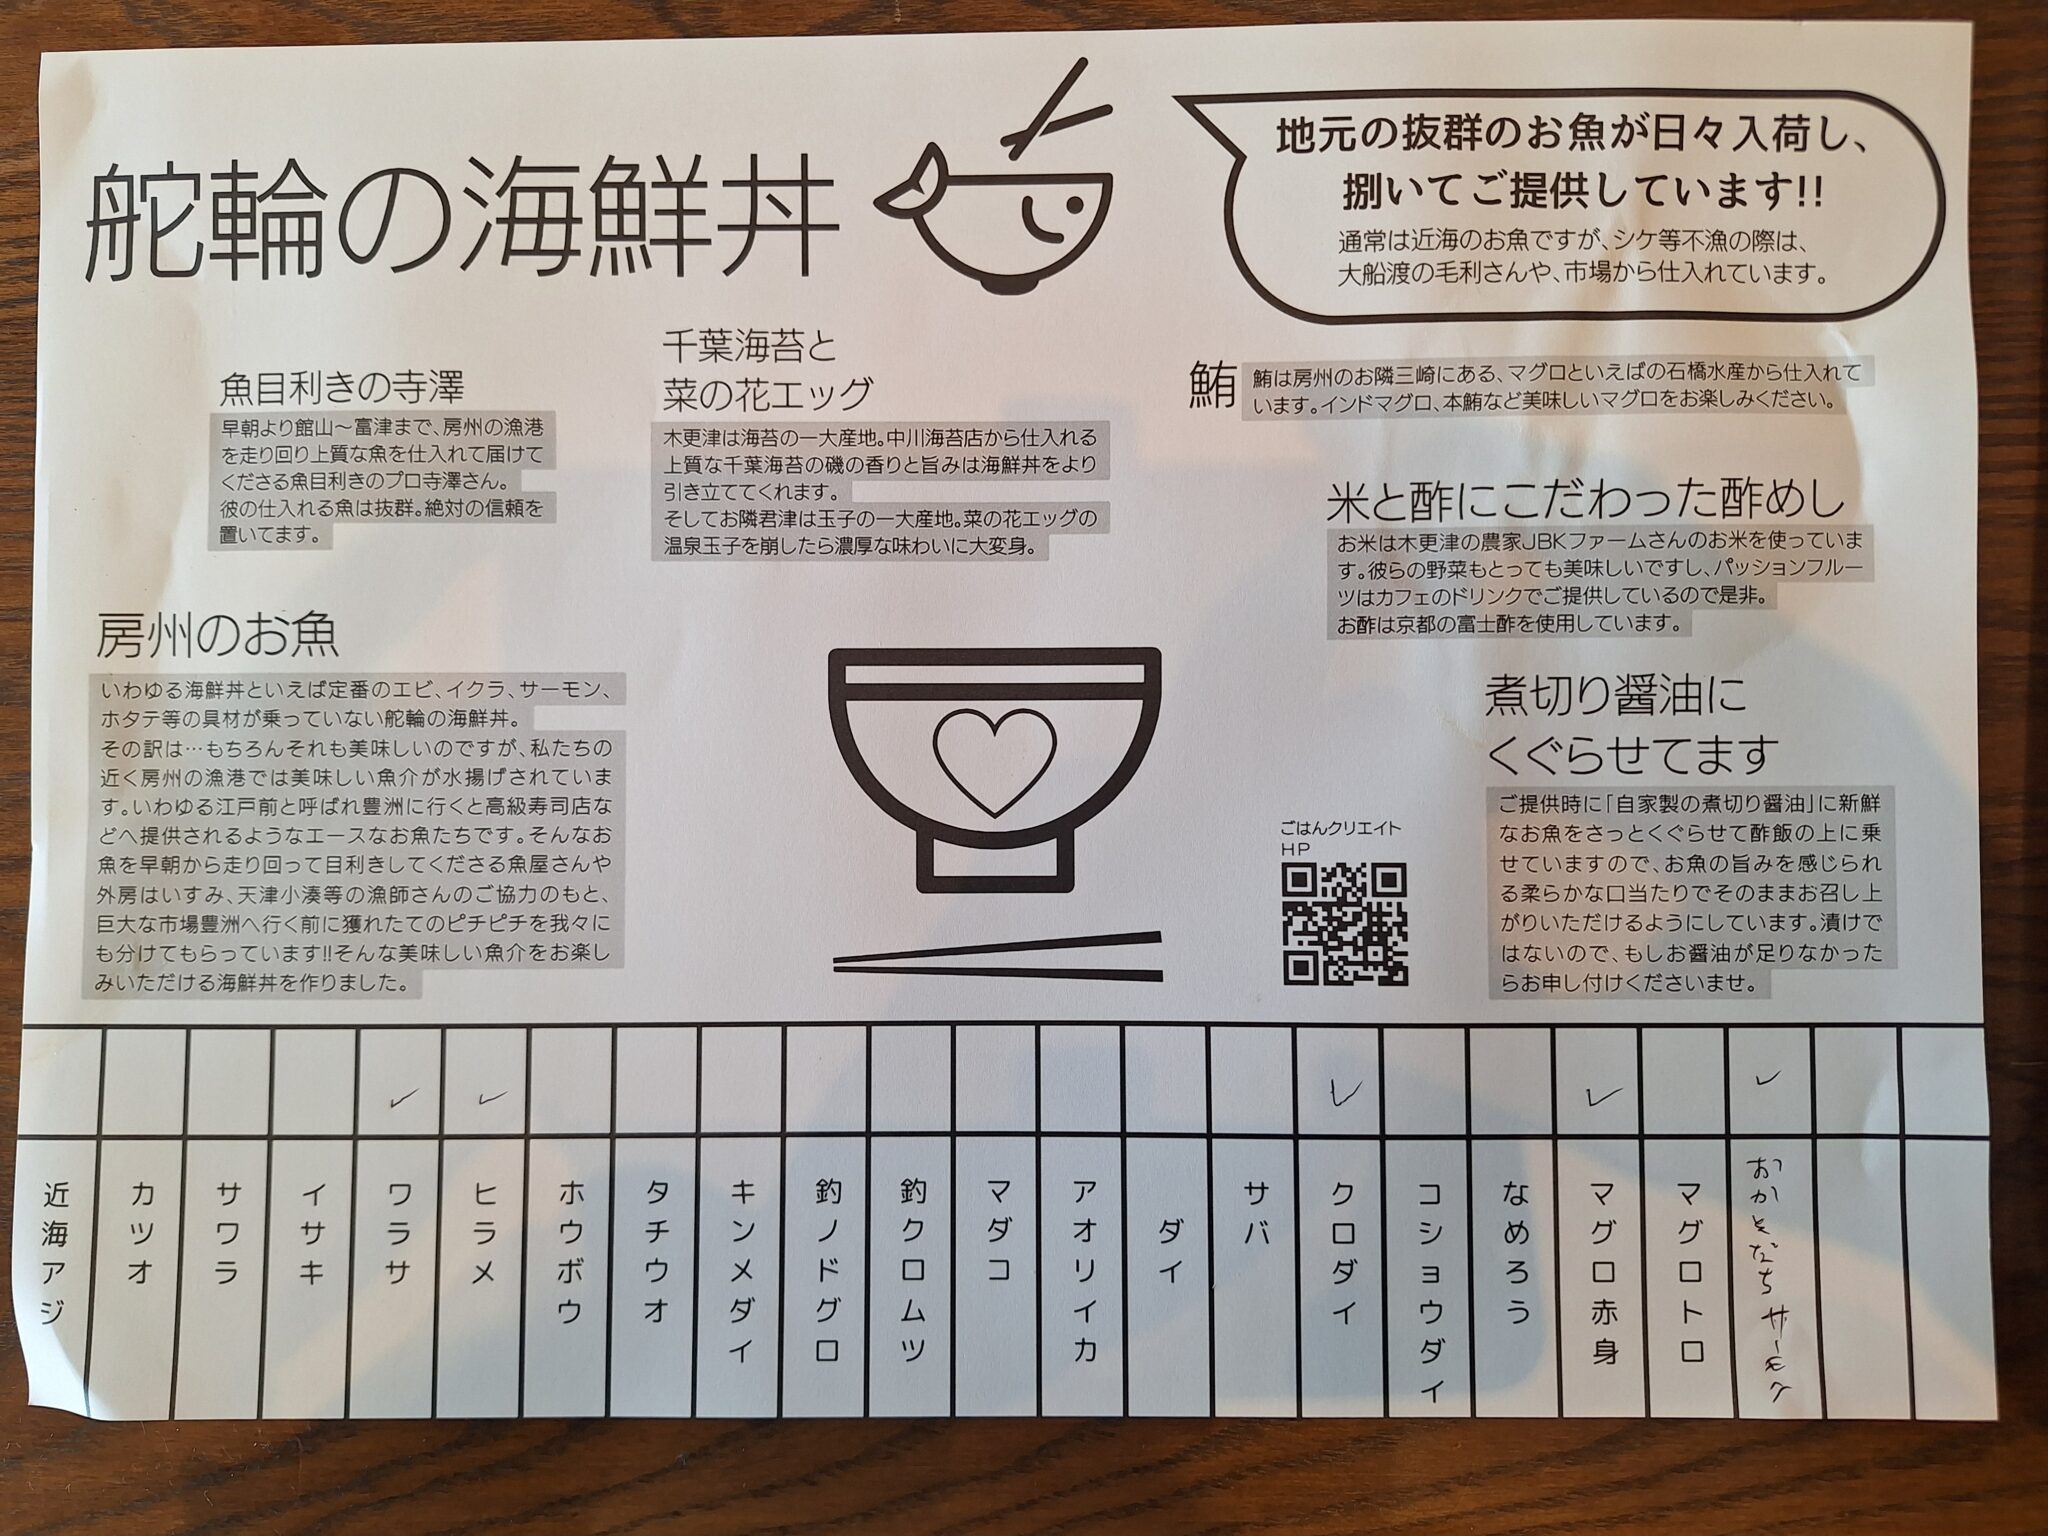 舵輪の海鮮丼
地元の抜群のお魚が日々入荷し、
捌いてご提供しています!!
通常は近海のお魚ですが、シケ等不漁の際は、
大船渡の毛利さんや、市場から仕入れています。
魚目利きの寺澤
早朝より館山～富津まで、房州の漁港
を走り回り上質な魚を仕入れて届けて
くださる魚目利きのプロ寺澤さん。
彼の仕入れる魚は抜群。絶対の信頼を
置いてます。
千葉海苔と
菜の花エッグ
木更津は海苔の一大産地。中川海苔店から仕入れる
上質な千葉海苔の磯の香りと旨みは海鮮丼をより
引き立ててくれます。
そしてお隣君津は玉子の一大産地。菜の花エッグの
温泉玉子を崩したら濃厚な味わいに大変身。
鮪
鮪は房州のお隣三崎にある、マグロといえばの石橋水産から仕入れて
います。インドマグロ、本鮪など美味しいマグロをお楽しみください。
米と酢にこだわった酢めし
お米は木更津の農家JBKファームさんのお米を使っていま
す。彼らの野菜もとっても美味しいですし、パッションフルー
ツはカフェのドリンクでご提供しているので是非。
お酢は京都の富士酢を使用しています。
房州のお魚
いわゆる海鮮丼といえば定番のエビ、イクラ、サーモン、
ホタテ等の具材が乗っていない舵輪の海鮮丼。
その訳は…もちろんそれも美味しいのですが、私たちの
近く房州の漁港では美味しい魚介が水揚げされていま
す。いわゆる江戸前と呼ばれ豊洲に行くと高級寿司店な
どへ提供されるようなエースなお魚たちです。そんなお
魚を早朝から走り回って目利きしてくださる魚屋さんや
外房はいすみ、天津小湊等の漁師さんのご協力のもと、
巨大な市場豊洲へ行く前に獲れたてのピチピチを我々に
も分けてもらっています!!そんな美味しい魚介をお楽し
みいただける海鮮丼を作りました。
煮切り醤油に
くぐらせてます
ご提供時に「自家製の煮切り醤油」に新鮮
なお魚をさっとくぐらせて酢飯の上に乗
せていますので、お魚の旨みを感じられ
る柔らかな口当たりでそのままお召し上
がりいただけるようにしています。漬けで
はないので、もしお醤油が足りなかった
らお申し付けくださいませ。
ごはんクリエイト
HP
近海アジ
カツオ
サワラ
イサキ
ワラサ
ヒラメ
ホウボウ
タチウオ
キンメダイ
釣ノドグロ
釣クロムツ
マダコ
アオリイカ
ダイ
サバ
クロダイ
コショウダイ
なめろう
マグロ赤身
マグロトロ
おかそだちサーモン